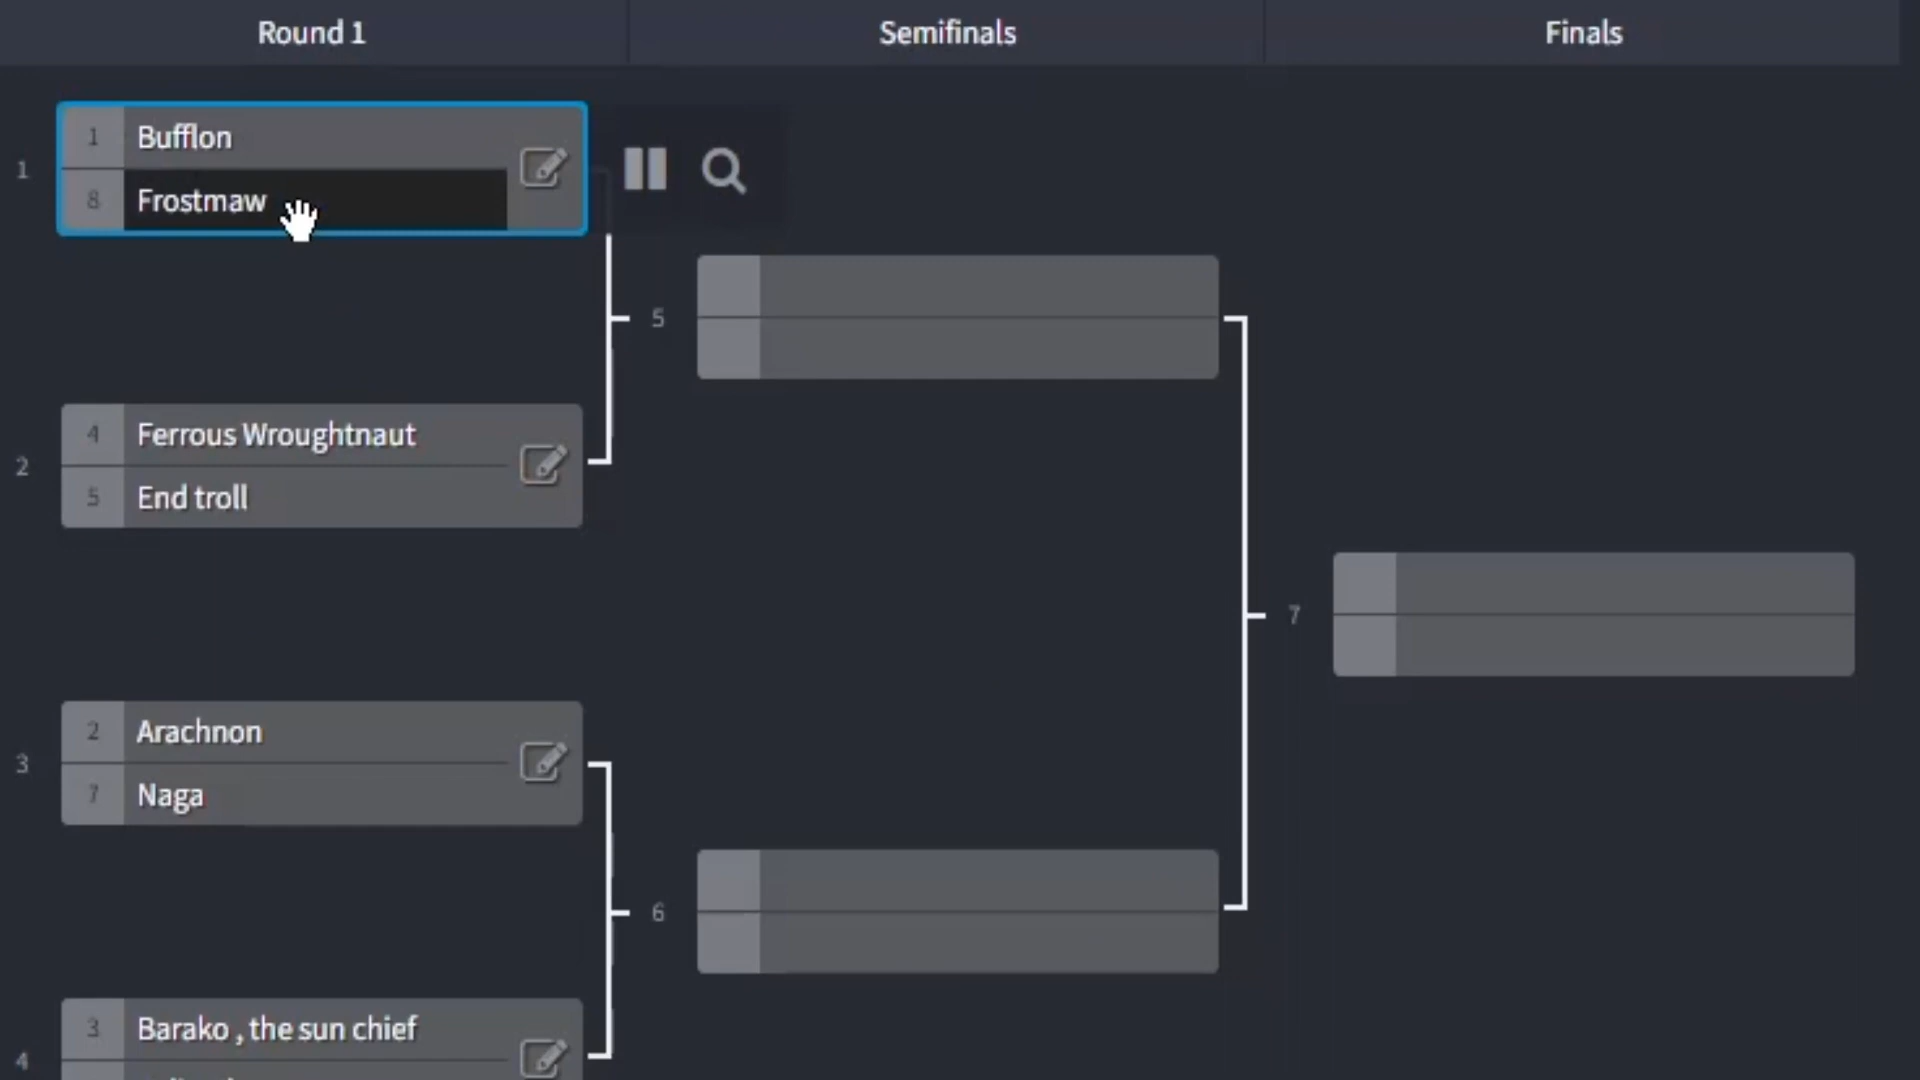 Round 1
Semifinals
Finals
1
1 Bufflon
8 Frostmaw
5
2
4 Ferrous Wroughtnaut
5 End troll
7
3
2 Arachnon
7 Naga
6
4
3 Barako , the sun chief